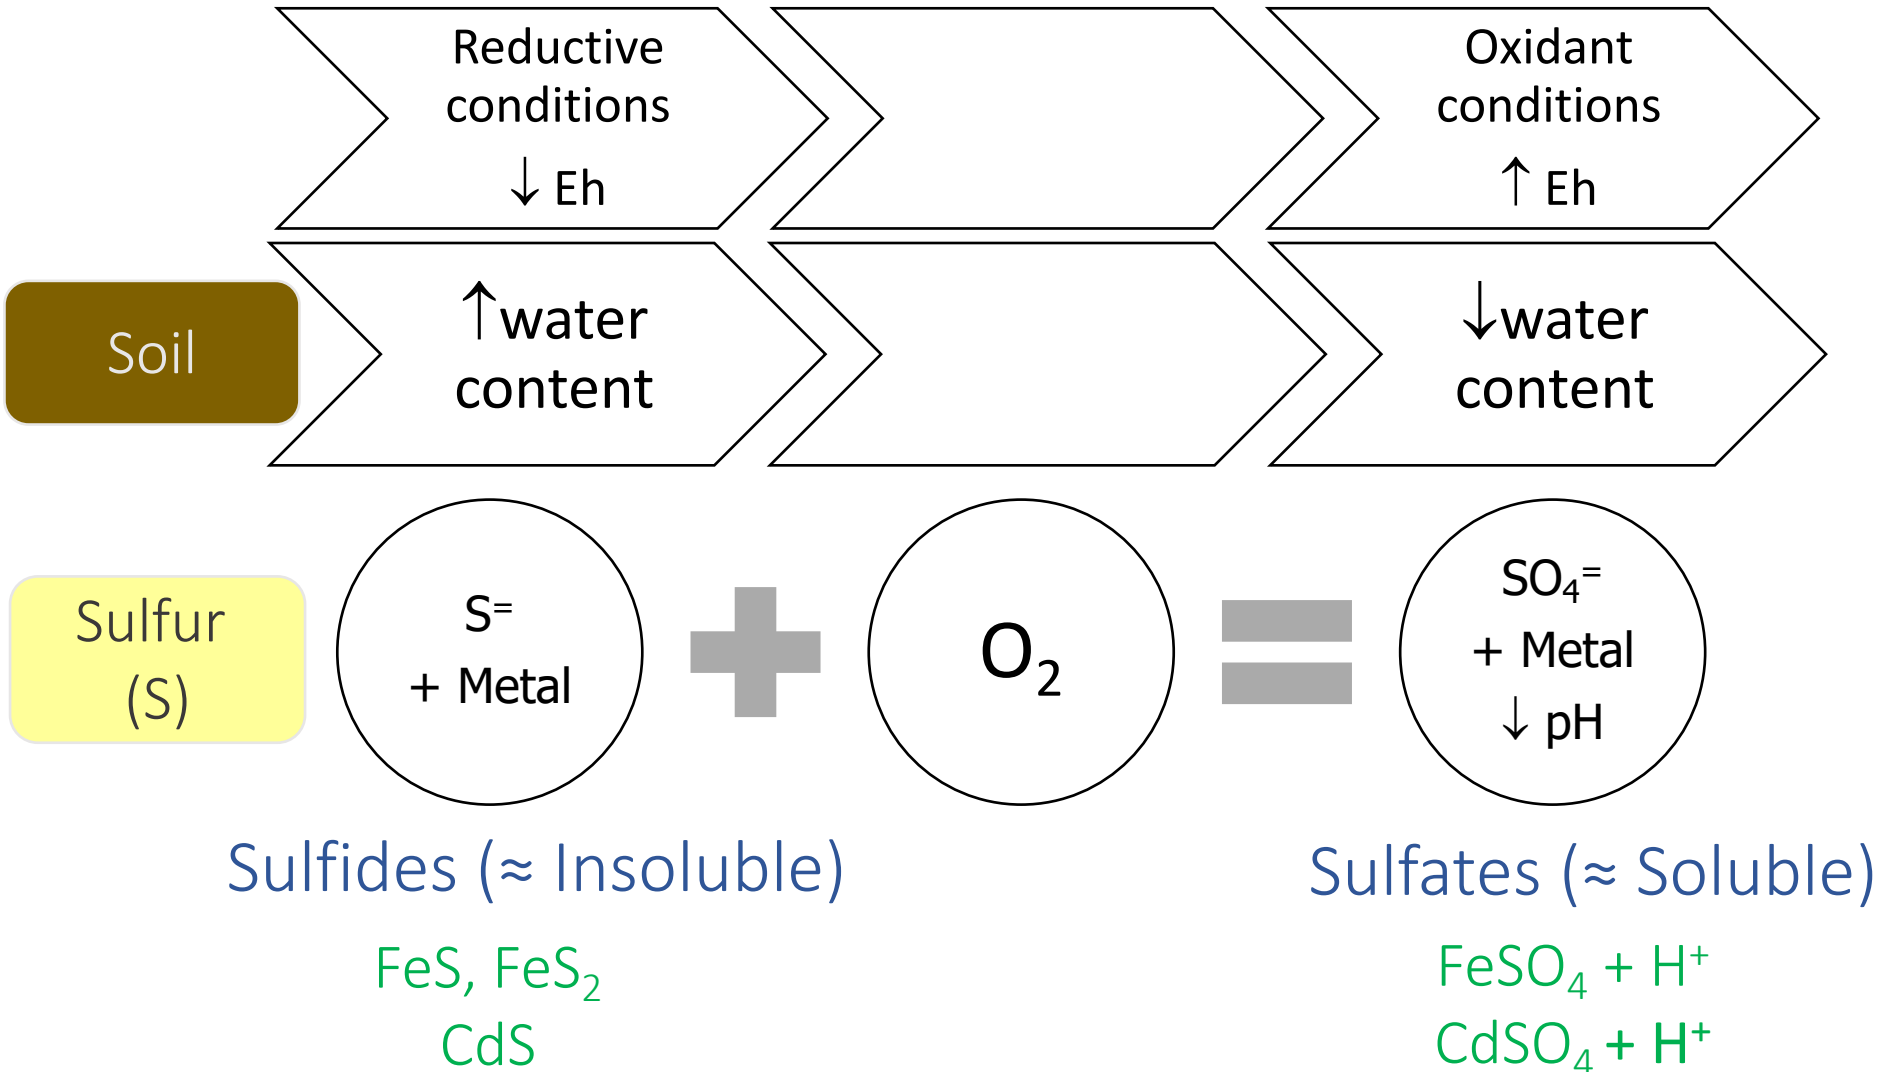 Reductive
conditions
↓ Eh
Oxidant
conditions
↑ Eh
Soil
↑water
content
↓water
content
Sulfur
(S)
S⁼
+ Metal
O₂
SO₄⁼
+ Metal
↓ pH
Sulfides (≈ Insoluble)
Sulfates (≈ Soluble)
FeS, FeS₂
CdS
FeSO₄ + H⁺
CdSO₄ + H⁺